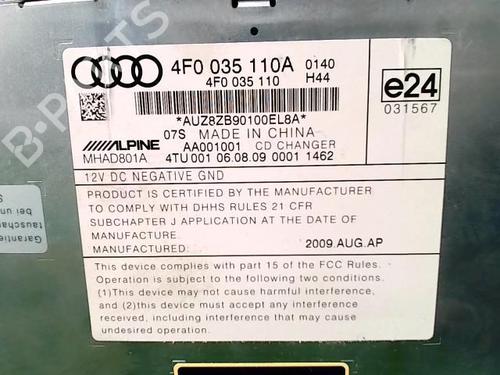 4F0 035 110A 0140
4F0 035 110 H44
*AUZ8ZB90100EL8A*
07S MADE IN CHINA
e24
031567
ALPINE AA001001 CD CHANGER
MHAD801A 4TU 001 06.08.09 0001 1462
12V DC NEGATIVE GND
PRODUCT IS CERTIFIED BY THE MANUFACTURER
TO COMPLY WITH DHHS RULES 21 CFR
SUBCHAPTER J APPLICATION AT THE DATE OF
MANUFACTURE
MANUFACTURED: 2009.AUG.AP
This device complies with part 15 of the FCC Rules.
Operation is subject to the following two conditions.
(1)This device may not cause harmful interference,
and (2)this device must accept any interference
received, including interference that may cause
undesired operation.
Garantie
bei un
tauscha